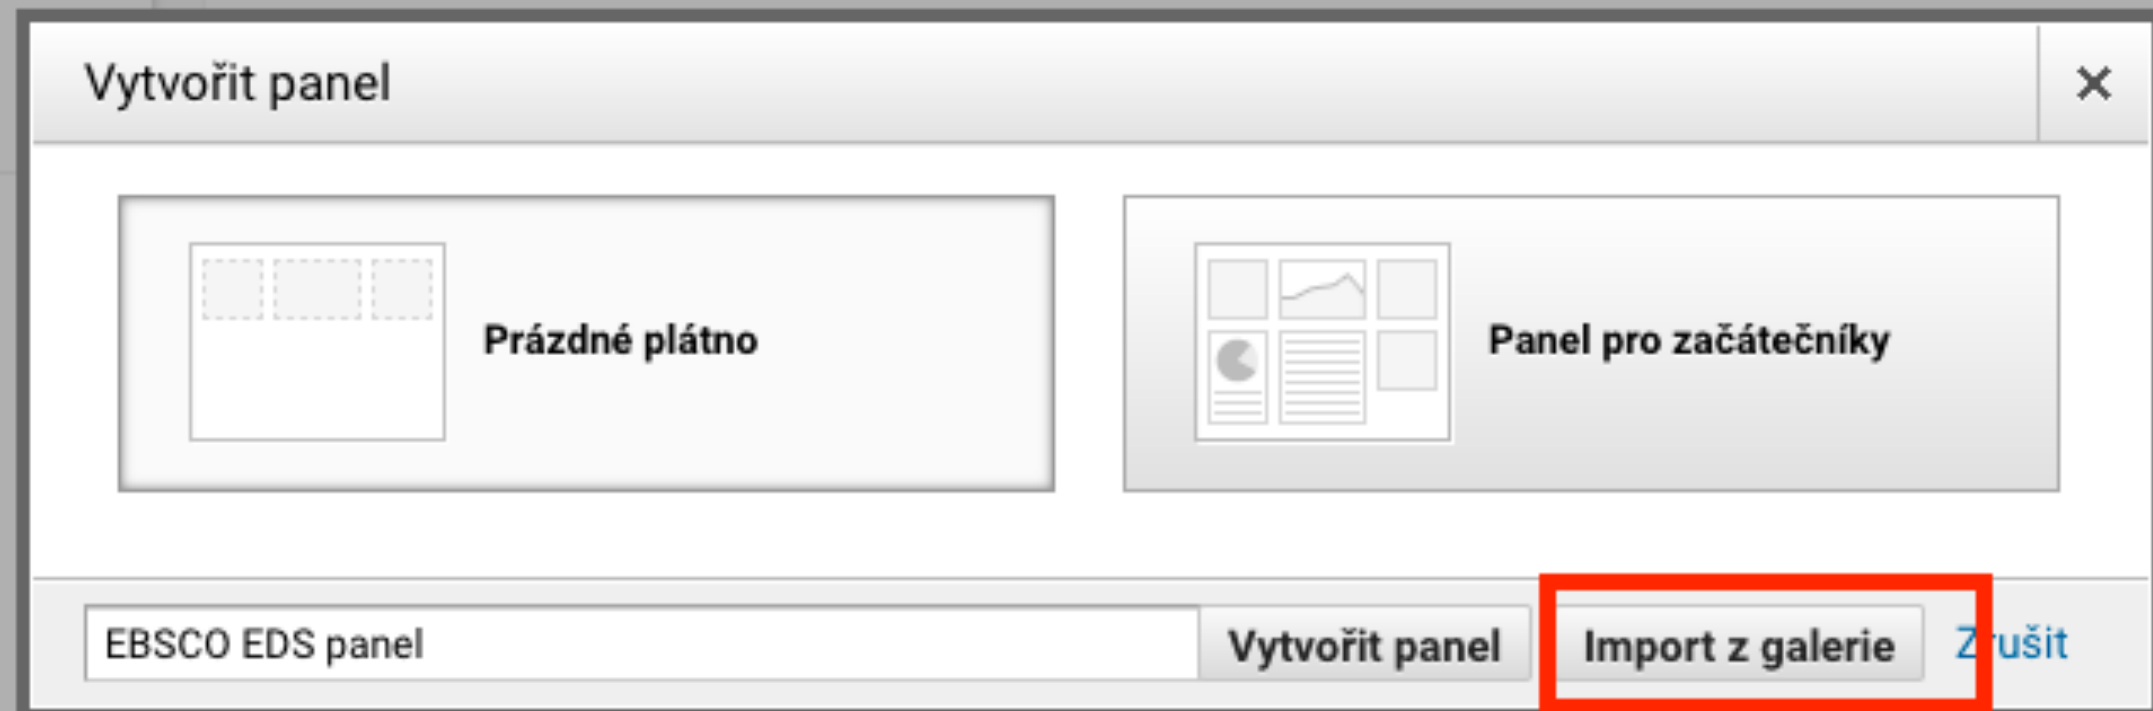 Vytvořit panel
Prázdné plátno
Panel pro začátečníky
EBSCO EDS panel
Vytvořit panel
Import z galerie
Zrušit